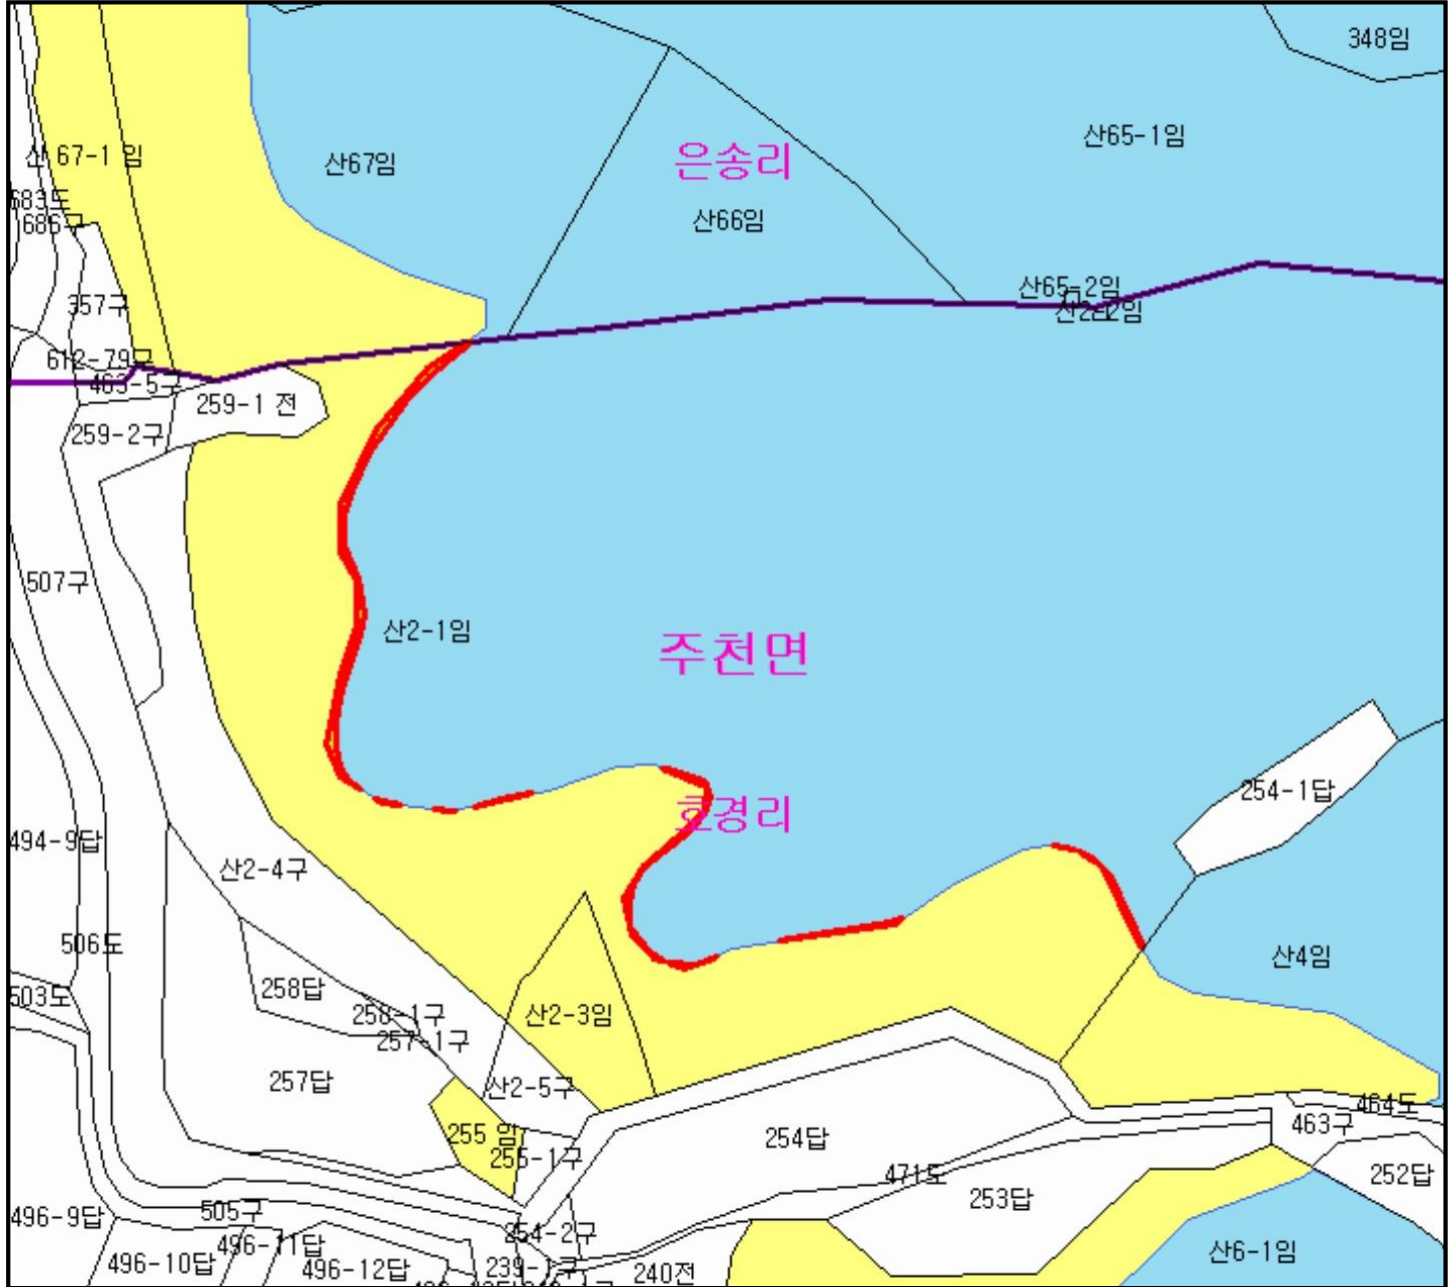 348임
산65-1임
산 67-1 임
산67임
은송리
683도
686구
산66임
산65-2임
산2-2임
357구
612-79구
463-5구
259-1 전
259-2구
507구
산2-1임
주천면
254-1답
호경리
494-9답
산2-4구
506도
산4임
258답
503도
258-1구
산2-3임
257-1구
257답
산2-5구
464도
255 임
254답
463구
255-1구
471도
253답
252답
496-9답
505구
254-2구
496-11답
496-10답
496-12답
239-1구
240전
산6-1임